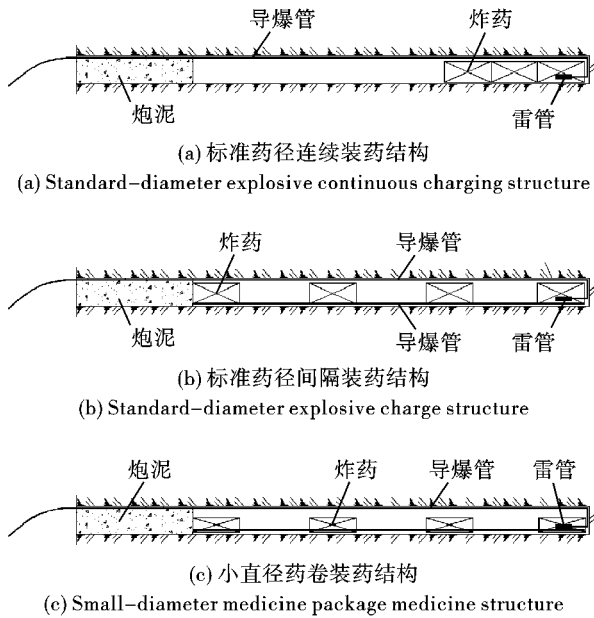 导爆管 炸药
炮泥 雷管
(a) 标准药径连续装药结构
(a) Standard-diameter explosive continuous charging structure
炸药 导爆管
炮泥 导爆管 雷管
(b) 标准药径间隔装药结构
(b) Standard-diameter explosive charge structure
炮泥 炸药 导爆管 雷管
(c) 小直径药卷装药结构
(c) Small-diameter medicine package medicine structure